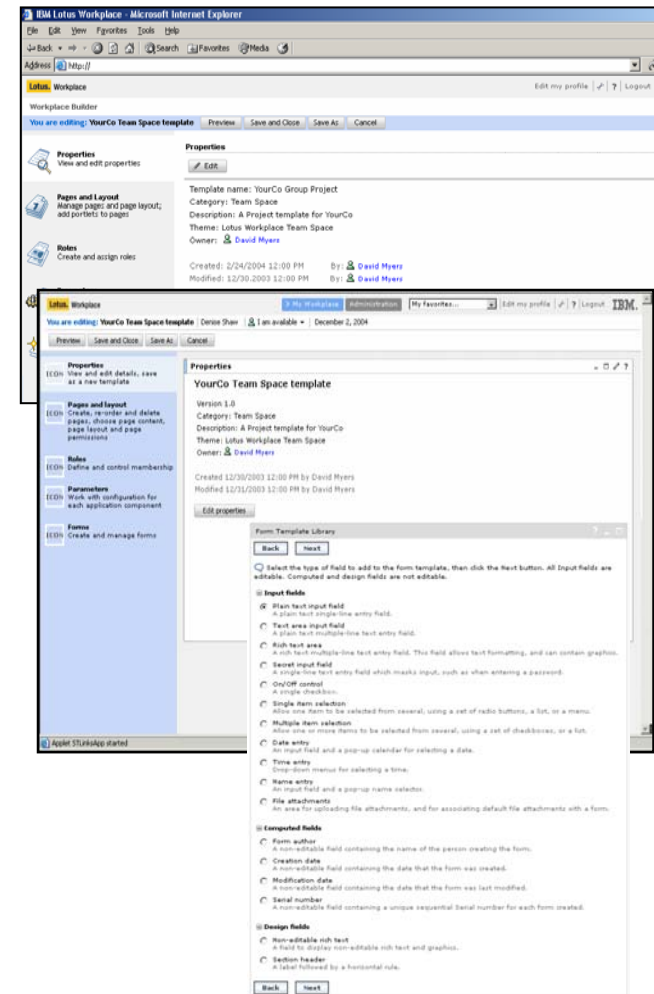 IBM Lotus Workplace - Microsoft Internet Explorer
File Edit View Favorites Tools Help
Back Search Favorites Media
Address http://
Lotus. Workplace Edit my profile ? Logout
Workplace Builder
You are editing: YourCo Team Space template Preview Save and Close Save As Cancel
Properties
View and edit properties
Pages and Layout
Manage pages and page layout;
add portlets to pages
Roles
Create and assign roles
Properties
Edit
Template name: YourCo Group Project
Category: Team Space
Description: A Project template for YourCo
Theme: Lotus Workplace Team Space
Owner: David Myers
Created: 2/24/2004 12:00 PM By: David Myers
Modified: 12/30.2003 12:00 PM By: David Myers
Lotus. Workplace My Workplace Administration My favorites... Edit my profile ? Logout IBM.
You are editing: YourCo Team Space template Denise Shaw I am available December 2, 2004
Preview Save and Close Save As Cancel
Properties
ICON View and edit details, save
as a new template
Pages and layout
ICON Create, re-order and delete
pages, choose page content,
page layout and page
permissions
Roles
ICON Define and control membership
Parameters
ICON Work with configuration for
each application component
Forms
ICON Create and manage forms
Properties ?
YourCo Team Space template
Version 1.0
Category: Team Space
Description: A Project template for YourCo
Theme: Lotus Workplace Team Space
Owner: David Myers
Created 12/30/2003 12:00 PM by David Myers
Modified 12/31/2003 12:00 PM by David Myers
Edit properties
Form Template Library ?
Back Next
Select the type of field to add to the form template, then click the Next button. All Input fields are
editable. Computed and design fields are not editable.
Input fields
Plain text input field
A plain text single-line entry field.
Text area input field
A plain text multiple-line text entry field.
Rich text area
A rich text multiple-line text entry field. This field allows text formatting, and can contain graphics.
Secret input field
A single-line text entry field which masks input, such as when entering a password.
On/Off control
A single checkbox.
Single item selection
Allow one item to be selected from several, using a set of radio buttons, a list, or a menu.
Multiple item selection
Allow one or more items to be selected from several, using a set of checkboxes, or a list.
Date entry
An input field and a pop-up calendar for selecting a date.
Time entry
Drop-down menus for selecting a time.
Name entry
An input field and a pop-up name selector.
File attachments
An area for uploading file attachments, and for associating default file attachments with a form.
Computed fields
Form author
A non-editable field containing the name of the person creating the form.
Creation date
A non-editable field containing the date that the form was created.
Modification date
A non-editable field containing the date that the form was last modified.
Serial number
A non-editable field containing a unique sequential Serial number for each form created.
Design fields
Non-editable rich text
A field to display non-editable rich text and graphics.
Section header
A label followed by a horizontal rule.
Back Next
Applet STLinksApp started